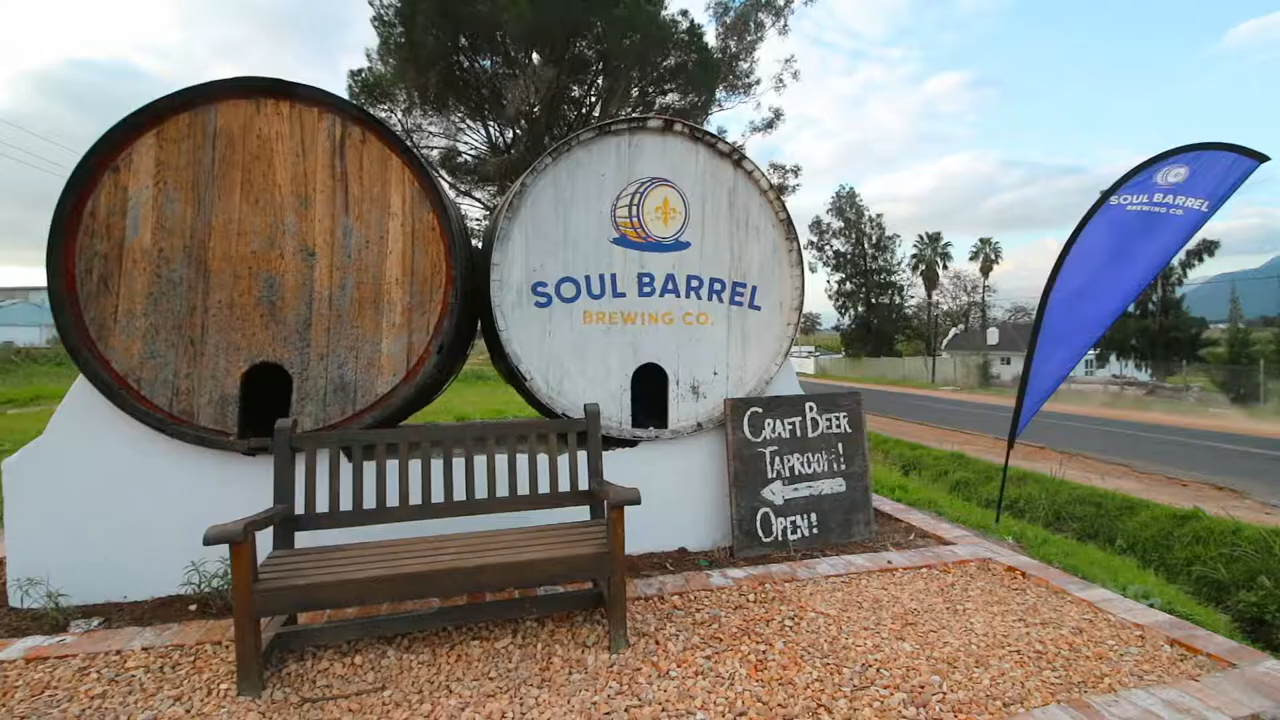 SOUL BARREL
BREWING CO.
CRAFT BEER
TAPROOM!
OPEN!
SOUL BARREL
BREWING CO.